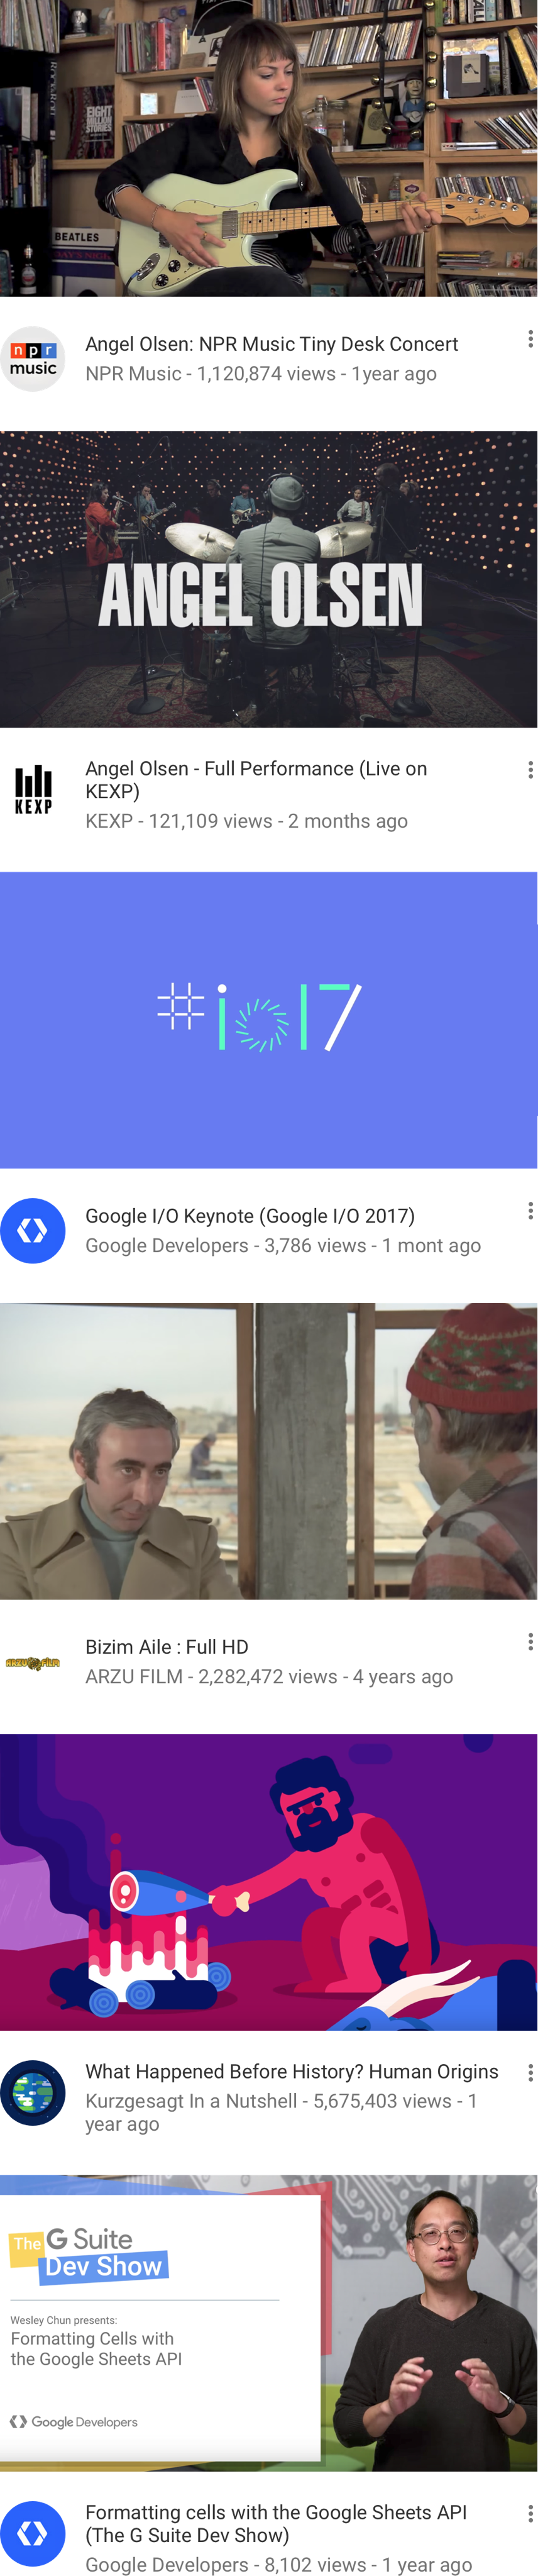 EIGHT
STORIES
BEATLES
npr
music
Angel Olsen: NPR Music Tiny Desk Concert
NPR Music - 1,120,874 views - 1year ago
ANGEL OLSEN
KEXP
Angel Olsen - Full Performance (Live on
KEXP)
KEXP - 121,109 views - 2 months ago
#io17
Google I/O Keynote (Google I/O 2017)
Google Developers - 3,786 views - 1 mont ago
ARZU FILM
Bizim Aile : Full HD
ARZU FILM - 2,282,472 views - 4 years ago
What Happened Before History? Human Origins
Kurzgesagt In a Nutshell - 5,675,403 views - 1
year ago
The G Suite
Dev Show
Wesley Chun presents:
Formatting Cells with
the Google Sheets API
Google Developers
Formatting cells with the Google Sheets API
(The G Suite Dev Show)
Google Developers - 8,102 views - 1 year ago